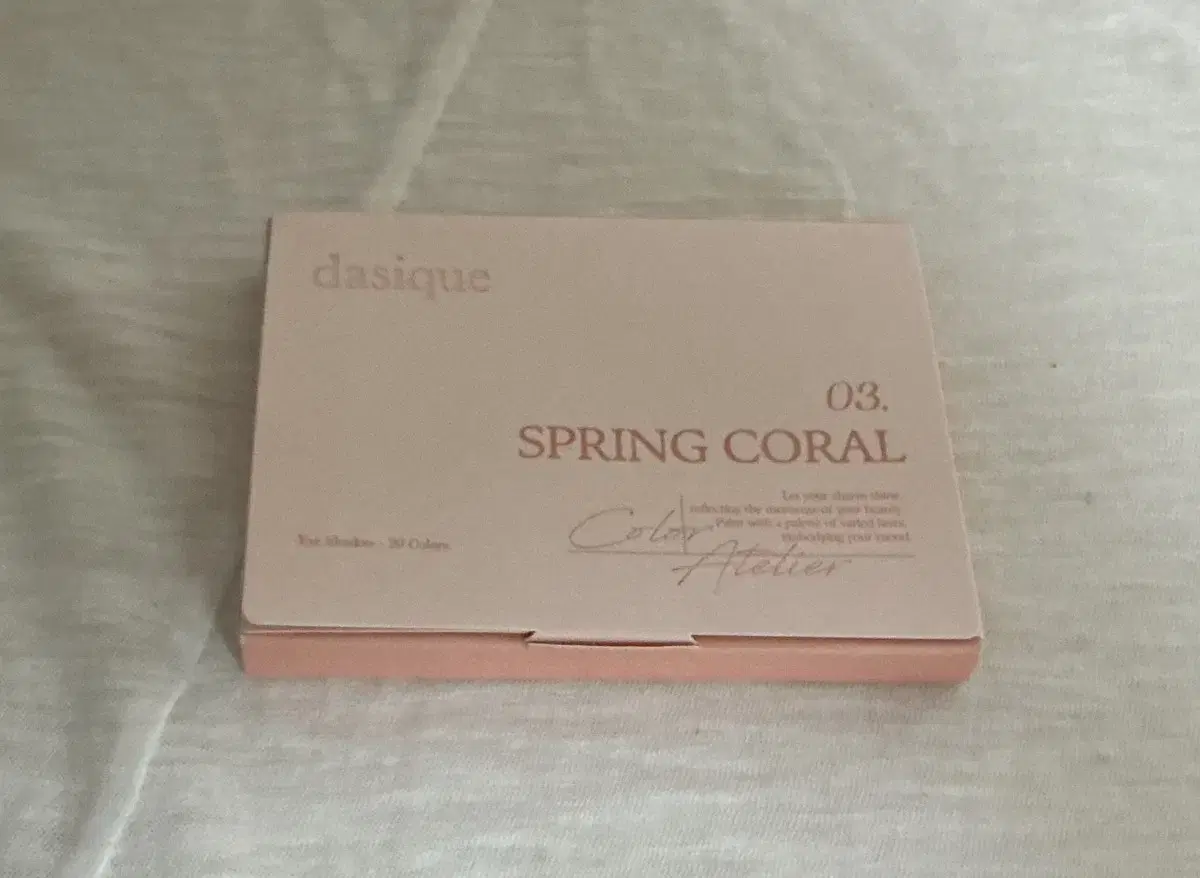 dasique
03.
SPRING CORAL
Let your charm shine
reflecting the of your beauty.
Paint with a palette of varied hues,
embodying your mood.
Color
Atelier
Eye Shadow - 20 Colors